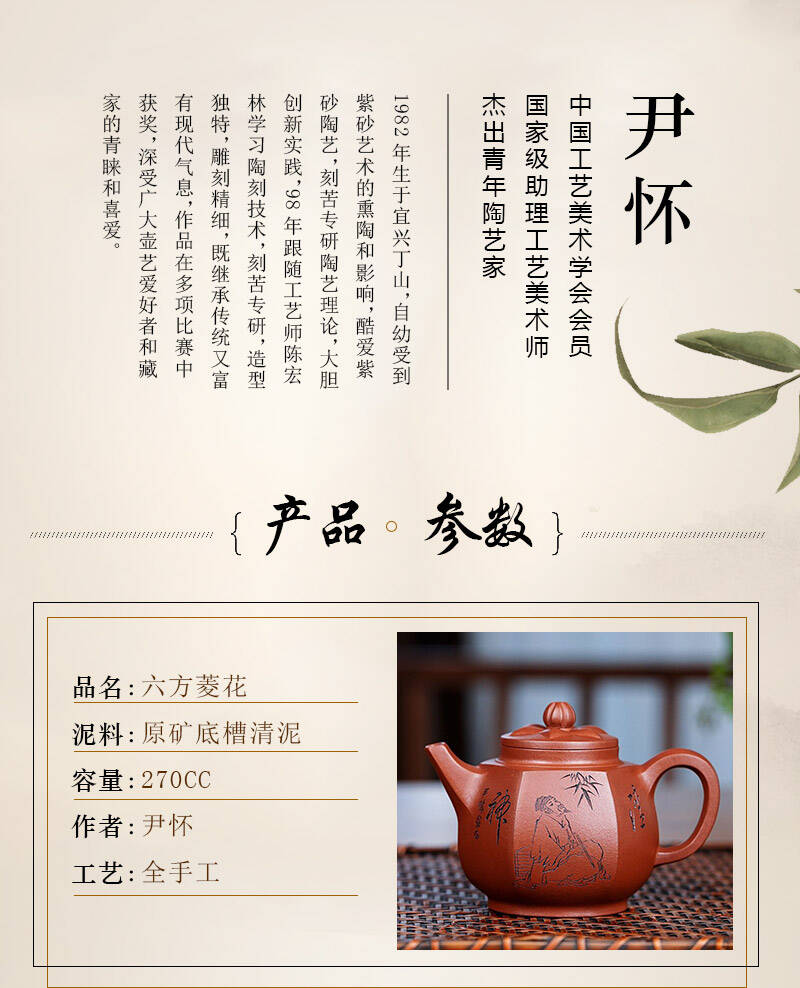 尹怀
中国工艺美术学会会员
国家级助理工艺美术师
杰出青年陶艺家
1982年生于宜兴丁山,自幼受到
紫砂艺术的熏陶和影响,酷爱紫
砂陶艺,刻苦专研陶艺理论,大胆
创新实践,98年跟随工艺师陈宏
林学习陶刻技术,刻苦专研,造型
独特,雕刻精细,既继承传统又富
有现代气息,作品在多项比赛中
获奖,深受广大壶艺爱好者和藏
家的青睐和喜爱。
{产品。参数}
品名:六方菱花
泥料:原矿底槽清泥
容量:270CC
作者:尹怀
工艺:全手工
禅